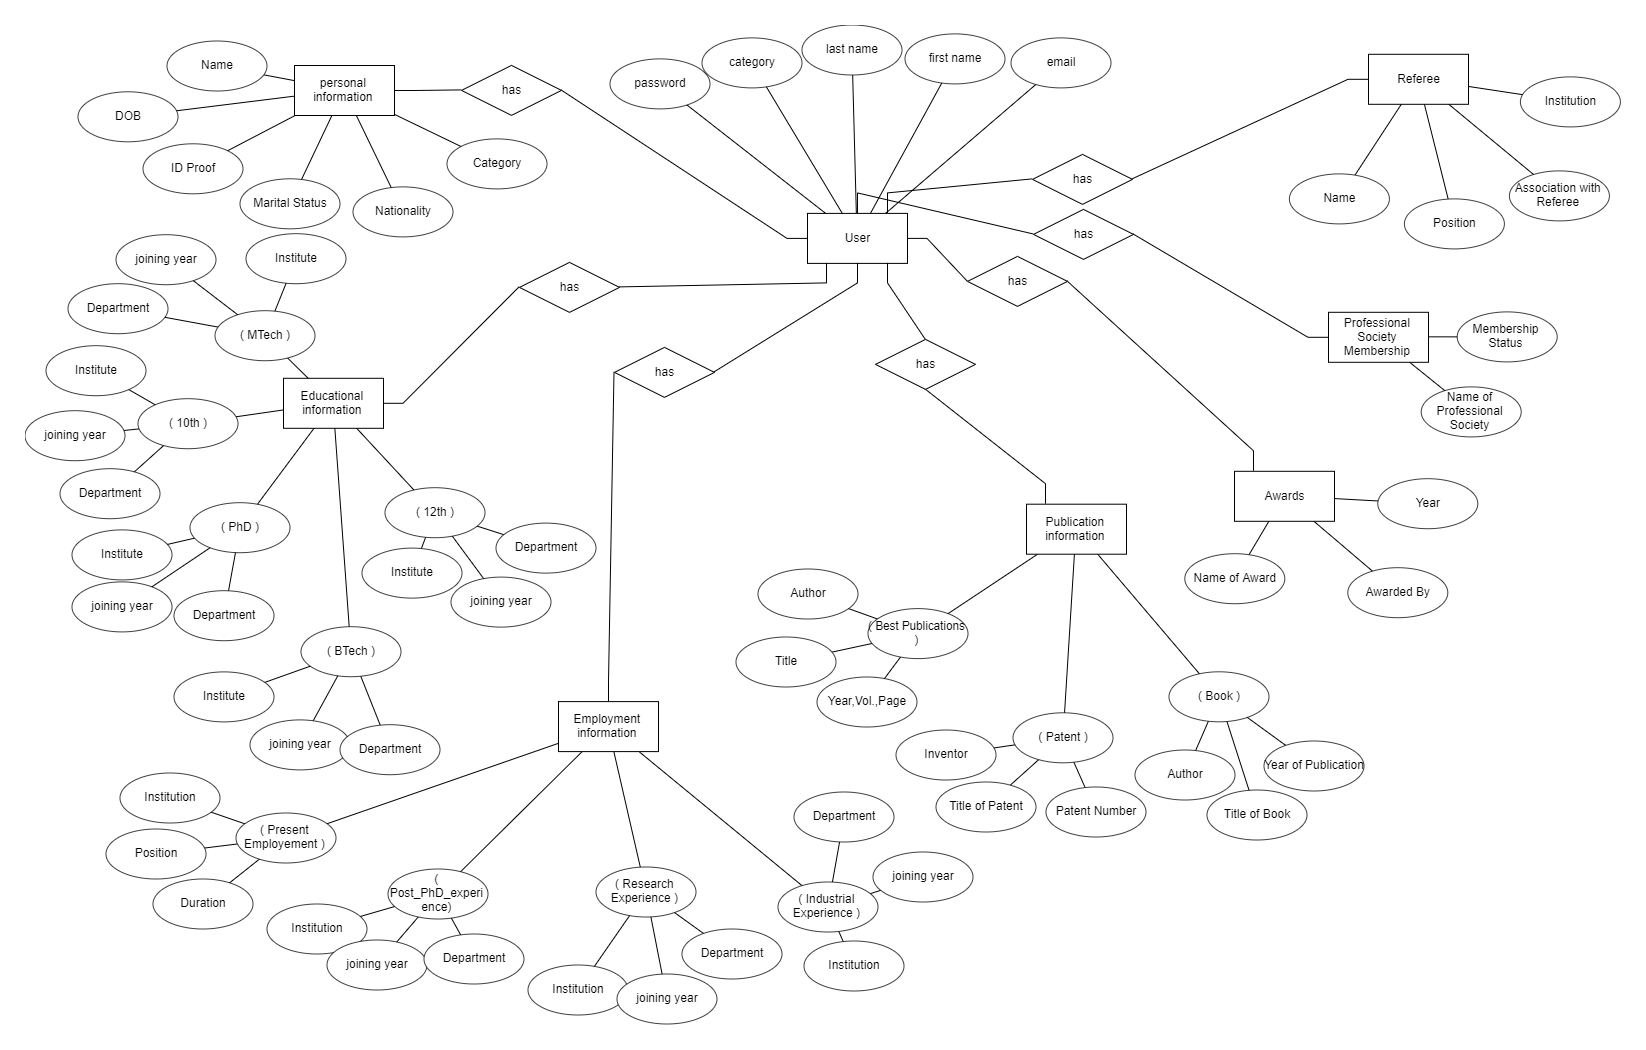 Name
DOB
ID Proof
Marital Status
Nationality
Category
personal
information
has
password
category
last name
first name
email
User
has
Referee
Institution
Name
Position
Association with
Referee
has
Professional
Society
Membership
Membership
Status
Name of
Professional
Society
has
Awards
Year
Name of Award
Awarded By
has
Educational
information
( MTech )
joining year
Institute
Department
( 10th )
Institute
joining year
Department
( PhD )
Institute
joining year
Department
( 12th )
Institute
Department
joining year
( BTech )
Institute
joining year
Department
has
Employment
information
( Present
Employement )
Institution
Position
Duration
(
Post_PhD_experi
ence)
Institution
joining year
Department
( Research
Experience )
Institution
joining year
Department
( Industrial
Experience )
Department
joining year
Institution
has
Publication
information
( Best Publications
)
Author
Title
Year,Vol.,Page
( Patent )
Inventor
Title of Patent
Patent Number
( Book )
Author
Title of Book
Year of Publication